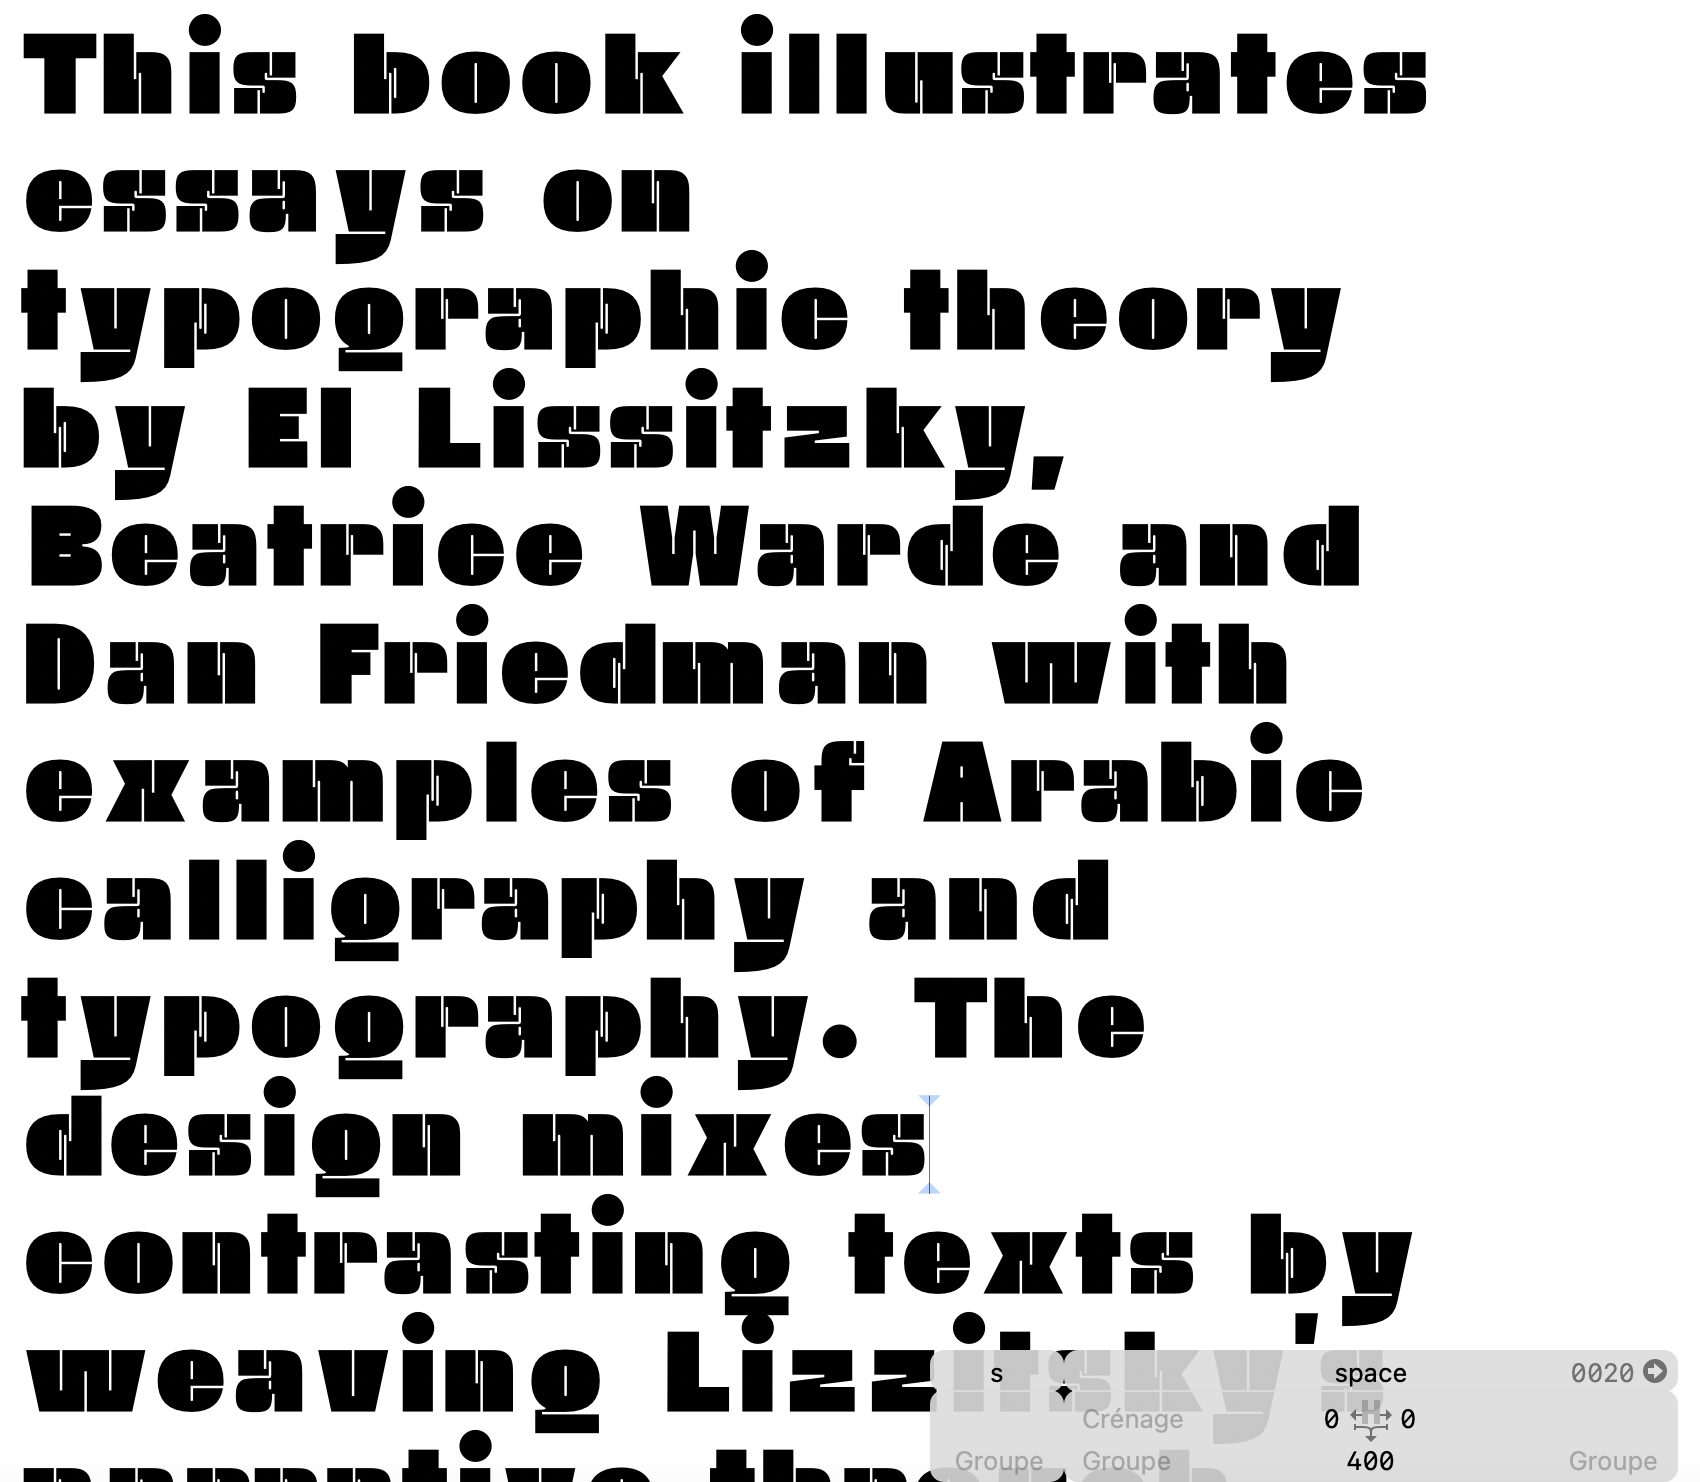 This book illustrates
essays on
typographic theory
by El Lissitzky,
Beatrice Warde and
Dan Friedman with
examples of Arabic
calligraphy and
typography. The
design mixes
contrasting texts by
weaving Lizzitsky's
s space 0020
Crénage 0 H 0
Groupe Groupe 400 Groupe